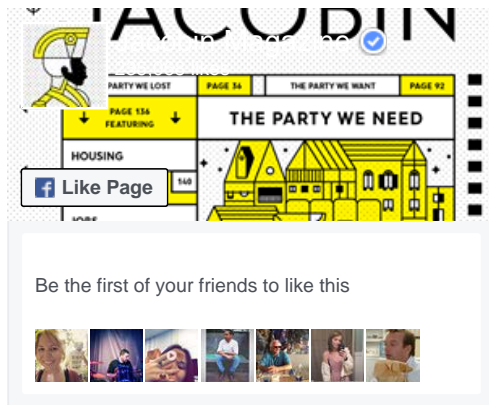 JACOBIN
PARTY WE LOST
PAGE 36
THE PARTY WE WANT
PAGE 92
PAGE 136
FEATURING
THE PARTY WE NEED
HOUSING
140
Like Page
JOBS
Be the first of your friends to like this